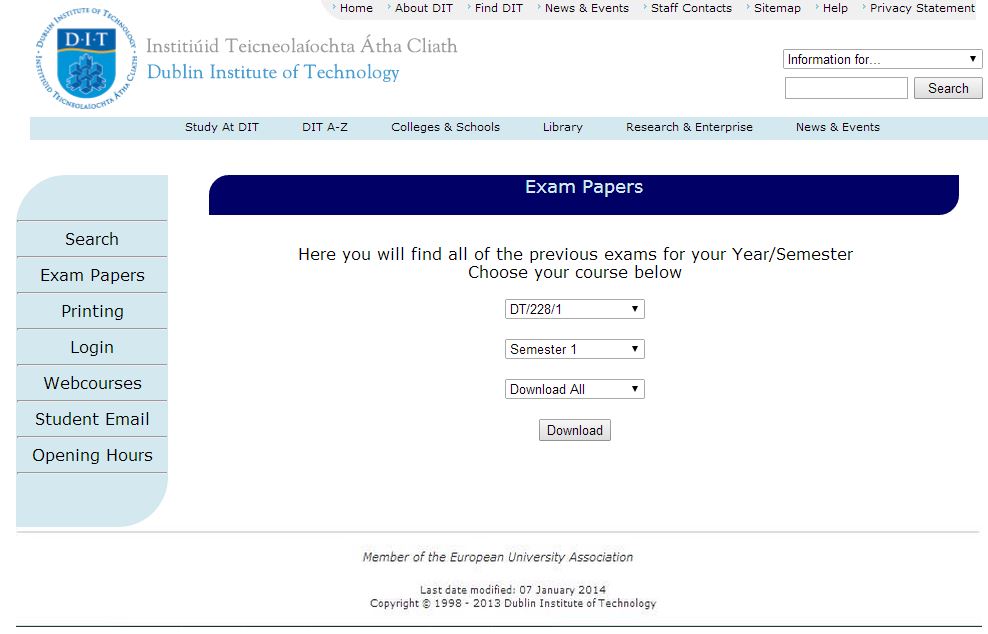 Home About DIT Find DIT News & Events Staff Contacts Sitemap Help Privacy Statement
DUBLIN INSTITUTE OF TECHNOLOGY
D·I·T
INSTITIÚID TEICNEOLAÍOCHTA ÁTHA CLIATH
Institiúid Teicneolaíochta Átha Cliath
Dublin Institute of Technology
Information for...
Search
Study At DIT DIT A-Z Colleges & Schools Library Research & Enterprise News & Events
Exam Papers
Search
Exam Papers
Printing
Login
Webcourses
Student Email
Opening Hours
Here you will find all of the previous exams for your Year/Semester
Choose your course below
DT/228/1
Semester 1
Download All
Download
Member of the European University Association
Last date modified: 07 January 2014
Copyright © 1998 - 2013 Dublin Institute of Technology